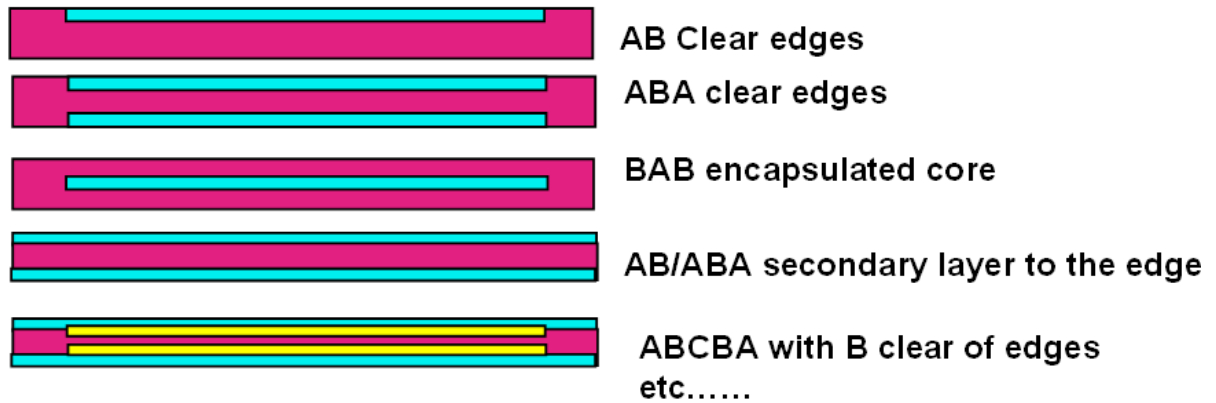 AB Clear edges
ABA clear edges
BAB encapsulated core
AB/ABA secondary layer to the edge
ABCBA with B clear of edges
etc……